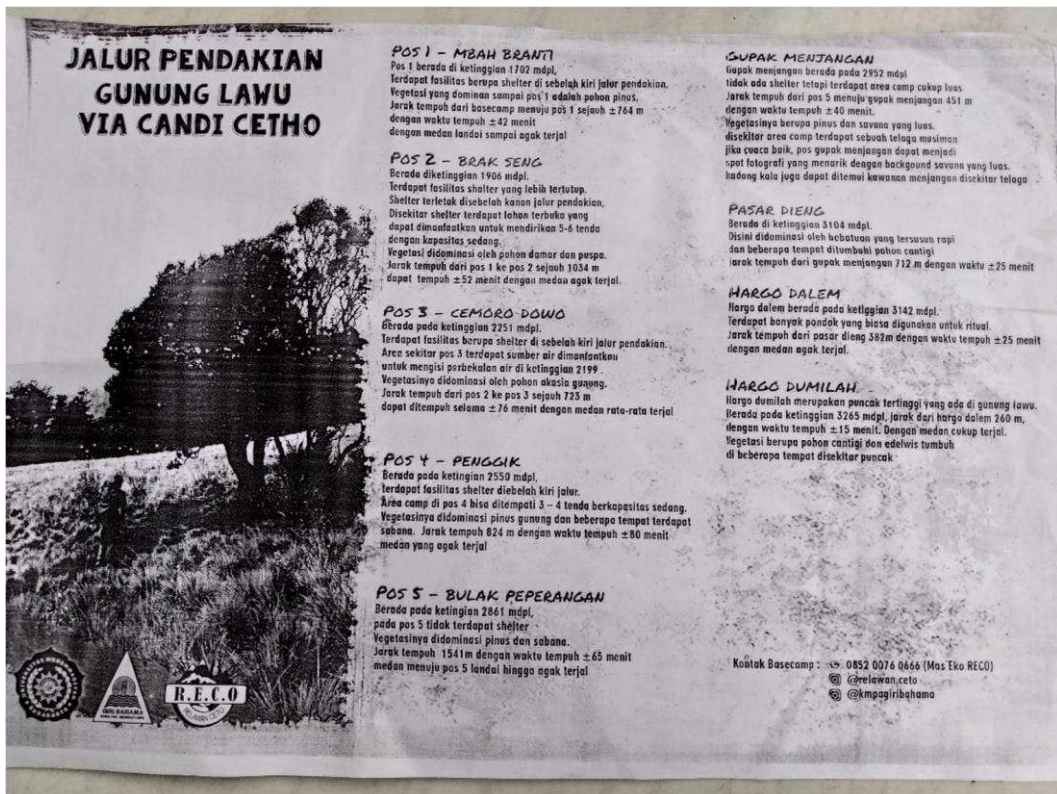 JALUR PENDAKIAN
GUNUNG LAWU
VIA CANDI CETHO
POS 1 - MBAH BRANTI
Pos 1 berada di ketinggian 1702 mdpl,
Terdapat fasilitas berupa shelter di sebelah kiri jalur pendakian.
Vegetasi yang dominan sampai pos 1 adalah pohon pinus.
Jarak tempuh dari basecamp menuju pos 1 sejauh ±764 m
dengan waktu tempuh ±42 menit
dengan medan landai sampai agak terjal
POS 2 - BRAK SENG
Berada diketinggian 1906 mdpl.
Terdapat fasilitas shalter yang lebih tertutup.
Shelter terletak disebelah kanan jalur pendakian,
Disekitar shelter terdapat lahan terbuka yang
dapat dimanfaatkan untuk mendirikan 5-6 tenda
dengan kapasitas sedang.
Vegetasi didominasi oleh pohon damar dan puspa.
Jarak tempuh dari pos 1 ke pos 2 sejauh 1034 m
dapat tempuh ±52 menit dengan medan agak terjal.
POS 3 - CEMORO DOWO
Berada pada ketinggian 2251 mdpl.
Terdapat fasilitas berupa shelter di sebelah kiri jalur pendakian.
Area sekitar pos 3 terdapat sumber air dimanfaatkan
untuk mengisi perbekalan air di ketinggian 2199 .
Vegetasinya didominasi oleh pohon akasia gunung.
Jarak tempuh dari pos 2 ke pos 3 sejauh 723 m
dapat ditempuh selama ±76 menit dengan medan rata-rata terjal
POS 4 - PENGGIK
Berada pada ketingian 2550 mdpl,
terdapat fasilitas shelter diebelah kiri jalur.
Area camp di pos 4 bisa ditempati 3 – 4 tenda berkapasitas sedang.
Vegetasinya didominasi pinus gunung dan beberapa tempat terdapat
sabana. Jarak tempuh 824 m dengan waktu tempuh ±80 menit
medan yang agak terjal
POS 5 - BULAK PEPERANGAN
Berada pada ketingian 2861 mdpl,
pada pos 5 tidak terdapat shelter
Vegetasinya didominasi pinus dan sabana.
Jarak tempuh 1541m dengan waktu tempuh ±65 menit
medan menuju pos 5 landai hingga agak terjal
GUPAK MENJANGAN
Gupak menjangan berada pada 2952 mdpl
tidak ada shelter tetapi terdapat area camp cukup luas
Jarak tempuh dari pos 5 menuju gupak menjangan 451 m
dengan waktu tempuh ±40 menit.
Vegetasinya berupa pinus dan savana yang luas.
disekitar area camp terdapat sebuah telaga musiman
jika cuaca baik, pos gupak menjangan dapat menjadi
spot fotografi yang menarik dengan backgound savana yang luas.
kadang kala juga dapat ditemui kawanan menjangan disekitar telaga
PASAR DIENG
Berada di ketinggian 3104 mdpl.
Disini didominasi oleh bebatuan yang tersusun rapi
dan beberapa tempat ditumbuhi pohon cantigi
jarak tempuh dari gupak menjangan 712 m dengan waktu ±25 menit
HARGO DALEM
Hargo dalem berada pada ketiggian 3142 mdpl.
Terdapat banyak pondok yang biasa digunakan untuk ritual.
Jarak tempuh dari pasar dieng 382m dengan waktu tempuh ±25 menit
dengan medan agak terjal.
HARGO DUMILAH
Hargo dumilah merupakan puncak tertinggi yang ada di gunung lawu.
Berada pada ketinggian 3265 mdpl, jarak dari hargo dalem 260 m,
dengan waktu tempuh ±15 menit. Dengan medan cukup terjal.
Vegetasi berupa pohon cantigi dan edelwis tumbuh
di beberapa tempat disekitar puncak
Kontak Basecamp : 0852 0076 0666 (Mas Eko RECO)
@relawan.ceto
@kmpagiribahama
GIRI BAHAMA
R.E.C.O
RELAWAN CETO